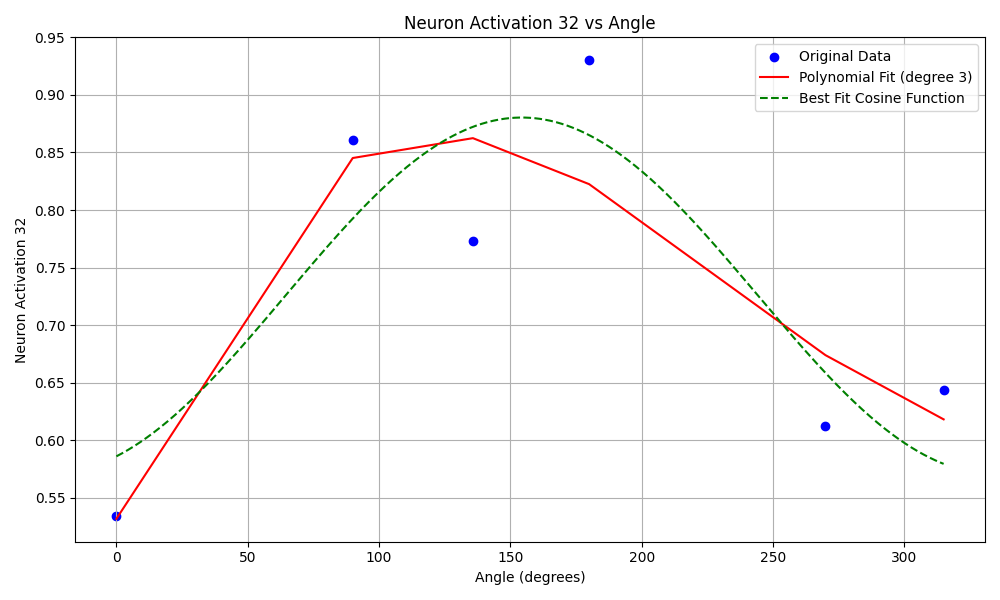 Neuron Activation 32 vs Angle
Original Data
Polynomial Fit (degree 3)
Best Fit Cosine Function
Neuron Activation 32
0.95
0.90
0.85
0.80
0.75
0.70
0.65
0.60
0.55
0
50
100
150
200
250
300
Angle (degrees)